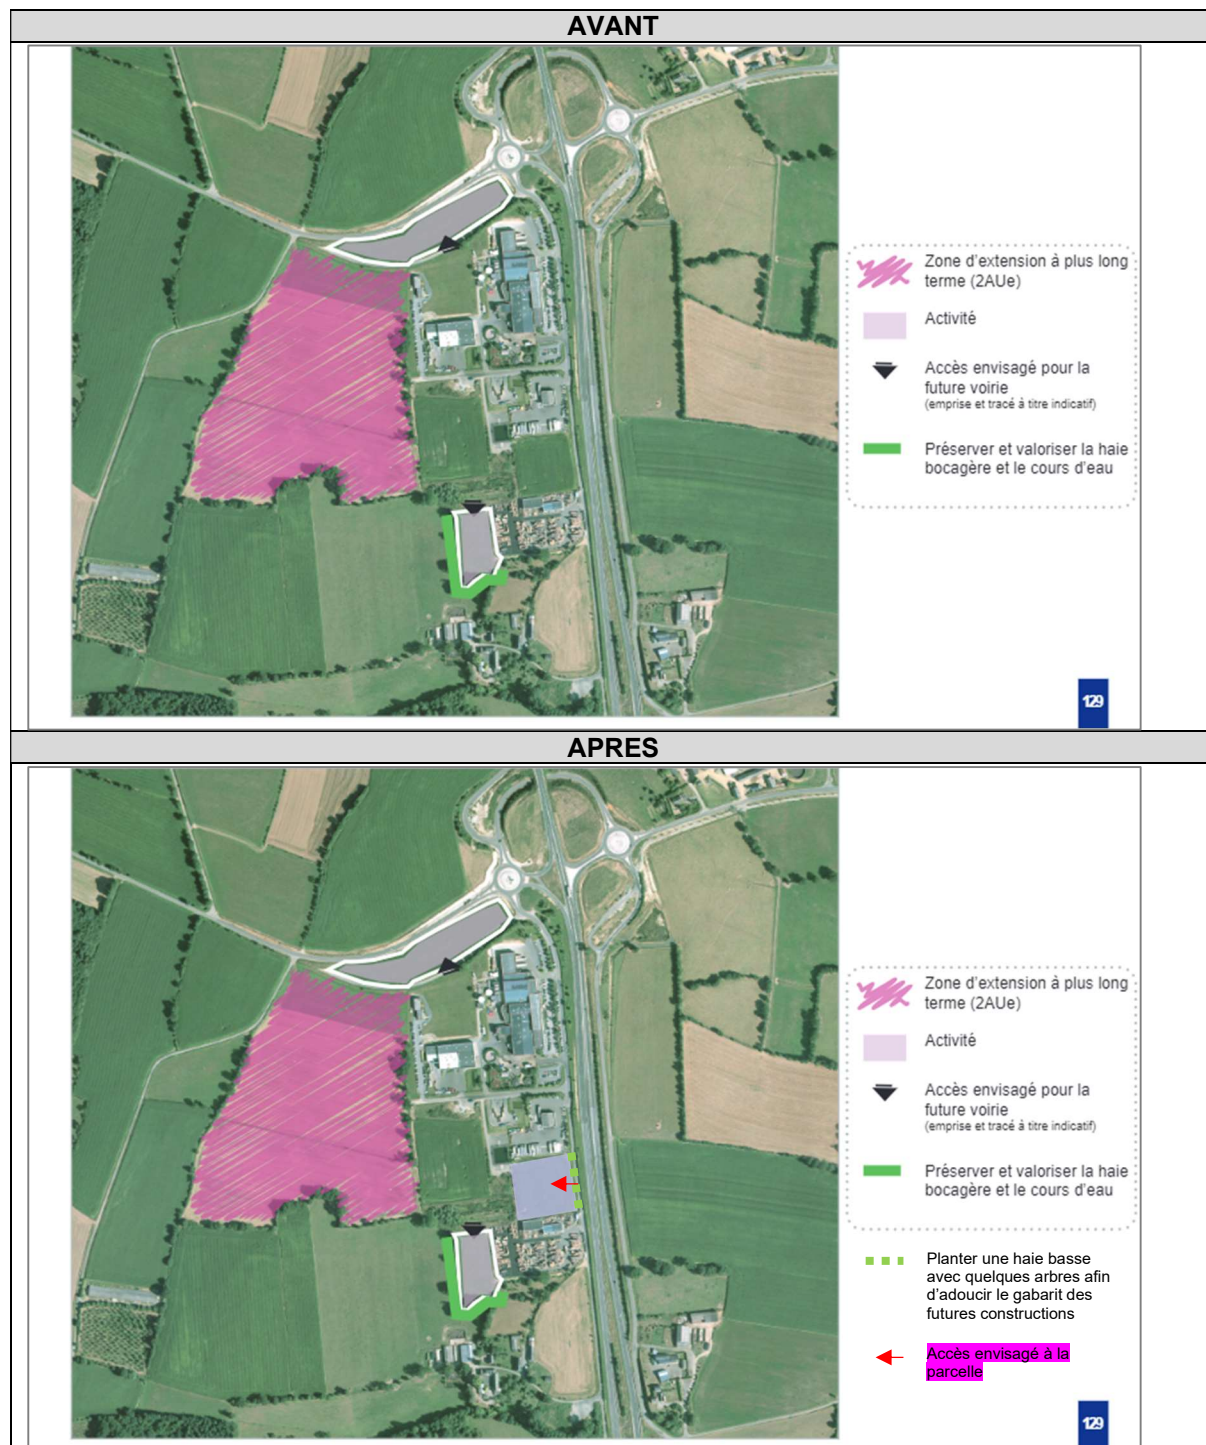 AVANT
Zone d'extension à plus long
terme (2AUe)
Activité
Accès envisagé pour la
future voirie
(emprise et tracé à titre indicatif)
Préserver et valoriser la haie
bocagère et le cours d'eau
129
APRES
Zone d'extension à plus long
terme (2AUe)
Activité
Accès envisagé pour la
future voirie
(emprise et tracé à titre indicatif)
Préserver et valoriser la haie
bocagère et le cours d'eau
Planter une haie basse
avec quelques arbres afin
d'adoucir le gabarit des
futures constructions
Accès envisagé à la
parcelle
129